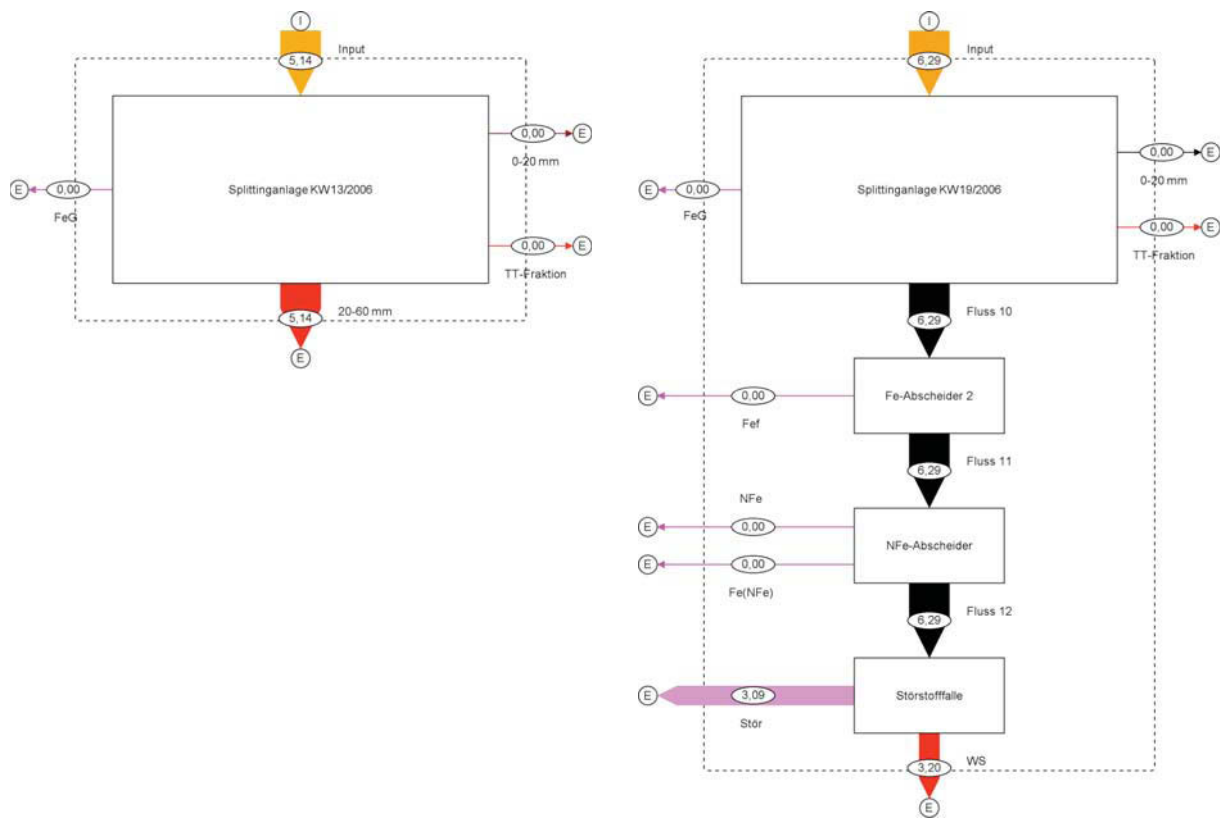 I
Input
5,14
0,00
E
0-20 mm
Splittinganlage KW13/2006
E
0,00
FeG
0,00
E
TT-Fraktion
20-60 mm
5,14
E
I
Input
6,29
0,00
E
0-20 mm
Splittinganlage KW19/2006
E
0,00
FeG
0,00
E
TT-Fraktion
Fluss 10
6,29
Fe-Abscheider 2
E
0,00
Fef
Fluss 11
6,29
NFe
E
0,00
NFe-Abscheider
E
0,00
Fe(NFe)
Fluss 12
6,29
E
3,09
Störstofffalle
Stör
WS
3,20
E